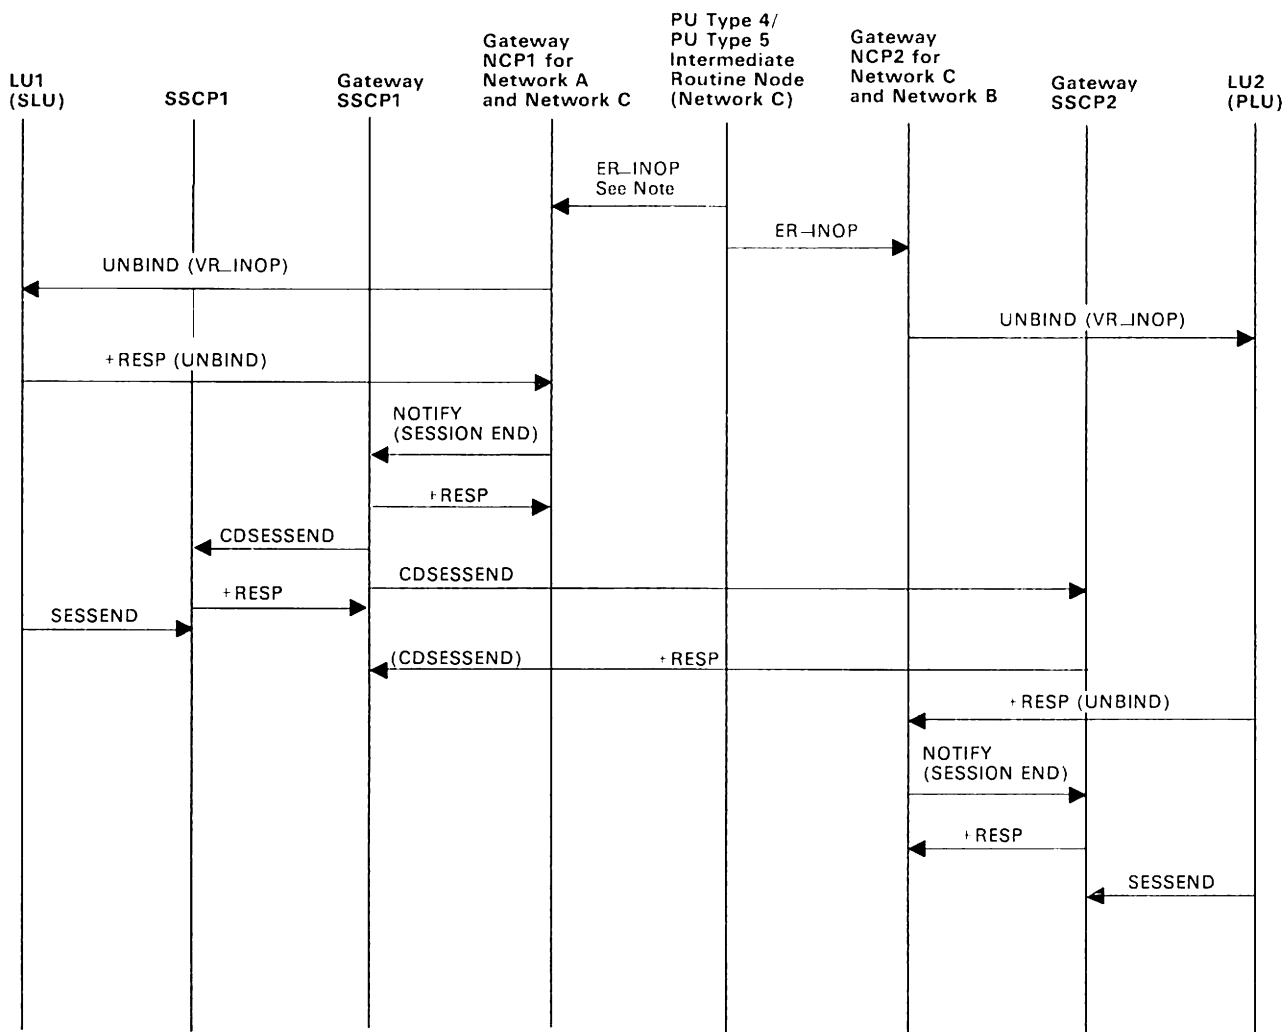 LU1
(SLU)
SSCP1
Gateway
SSCP1
Gateway
NCP1 for
Network A
and Network C
PU Type 4/
PU Type 5
Intermediate
Routine Node
(Network C)
Gateway
NCP2 for
Network C
and Network B
Gateway
SSCP2
LU2
(PLU)
ER_INOP
See Note
ER_INOP
UNBIND (VR_INOP)
UNBIND (VR_INOP)
+RESP (UNBIND)
NOTIFY
(SESSION END)
+RESP
CDSESSEND
CDSESSEND
+RESP
SESSEND
(CDSESSEND) +RESP
+RESP (UNBIND)
NOTIFY
(SESSION END)
+RESP
SESSEND